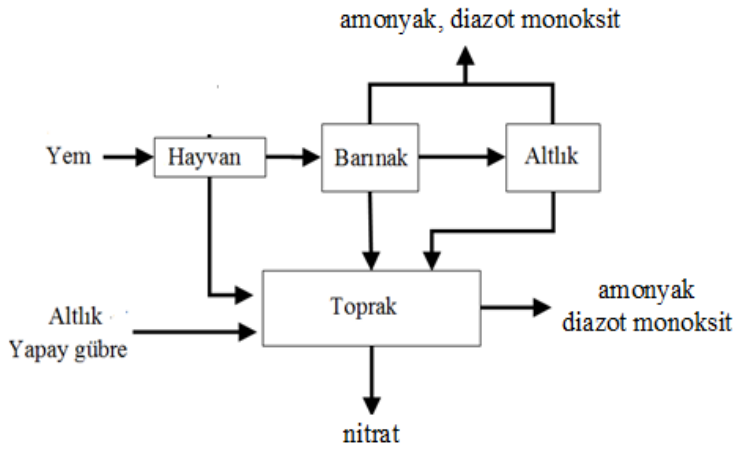 amonyak, diazot monoksit
Yem
Hayvan
Barınak
Altlık
Toprak
amonyak
diazot monoksit
Altlık
Yapay gübre
nitrat